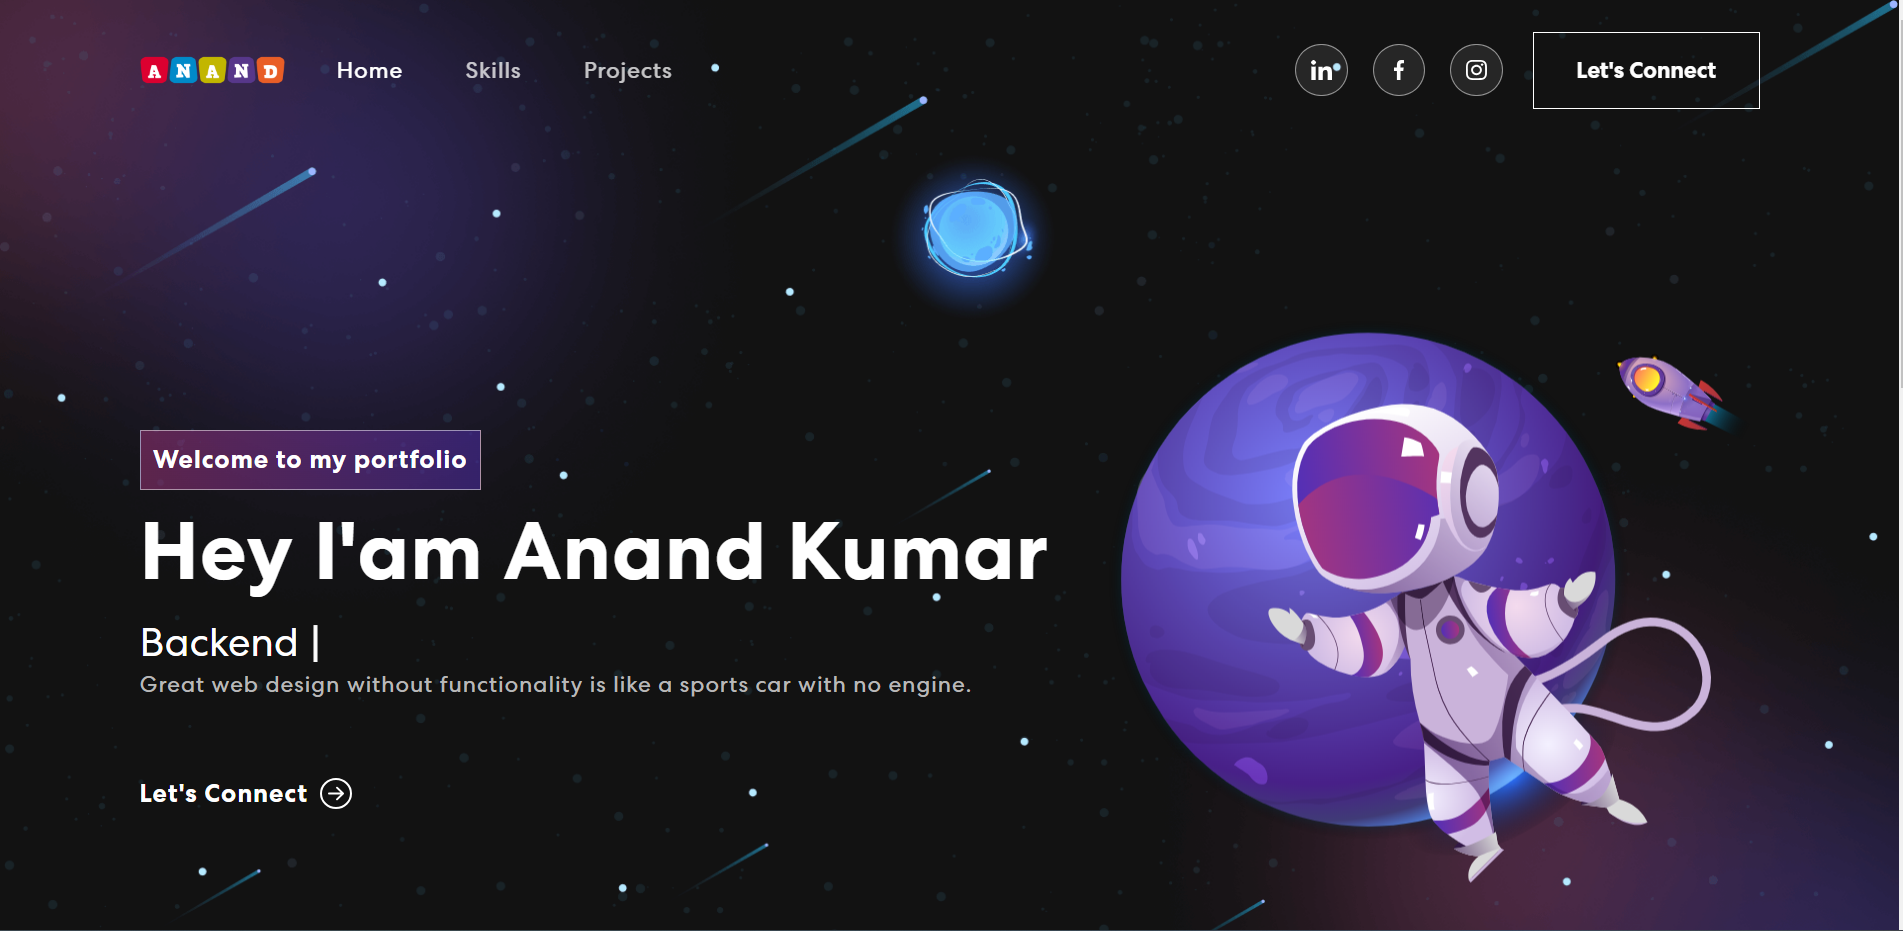 ANAND Home Skills Projects in f Let's Connect
Welcome to my portfolio
Hey I'am Anand Kumar
Backend |
Great web design without functionality is like a sports car with no engine.
Let's Connect